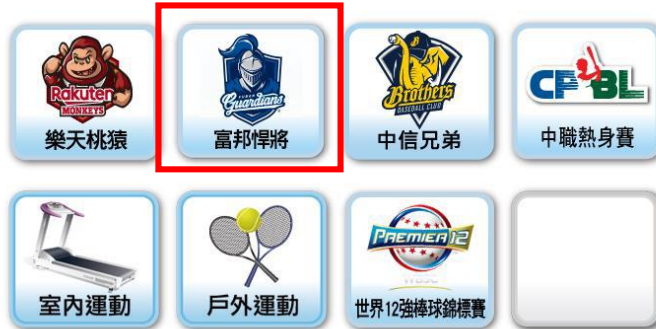 Rakuten
MONKEYS
樂天桃猿
FUBON
Guardians
富邦悍將
B
Brothers
BASEBALL CLUB
中信兄弟
CPBL
中職熱身賽
室內運動
戶外運動
PREMIER 12
WBSC
世界12強棒球錦標賽